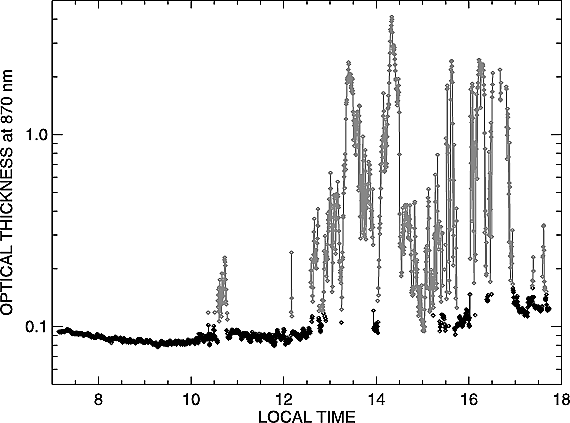 OPTICAL THICKNESS at 870 nm
1.0
0.1
8 10 12 14 16 18
LOCAL TIME